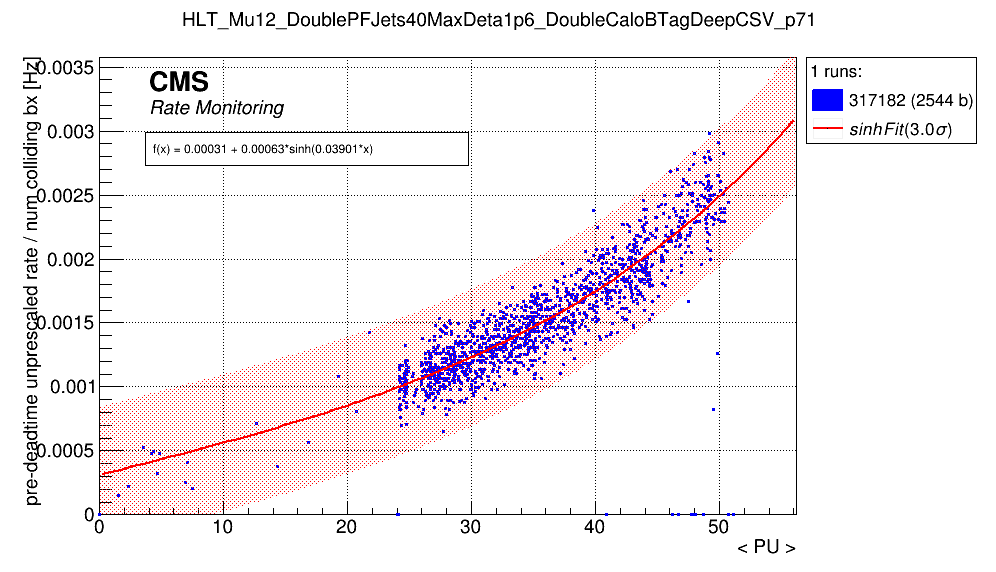 HLT_Mu12_DoublePFJets40MaxDeta1p6_DoubleCaloBTagDeepCSV_p71
pre-deadtime unprescaled rate / num colliding bx [Hz]
0.0035
0.003
0.0025
0.002
0.0015
0.001
0.0005
0
CMS
Rate Monitoring
f(x) = 0.00031 + 0.00063*sinh(0.03901*x)
1 runs:
317182 (2544 b)
sinhFit(3.0σ)
0 10 20 30 40 50
< PU >